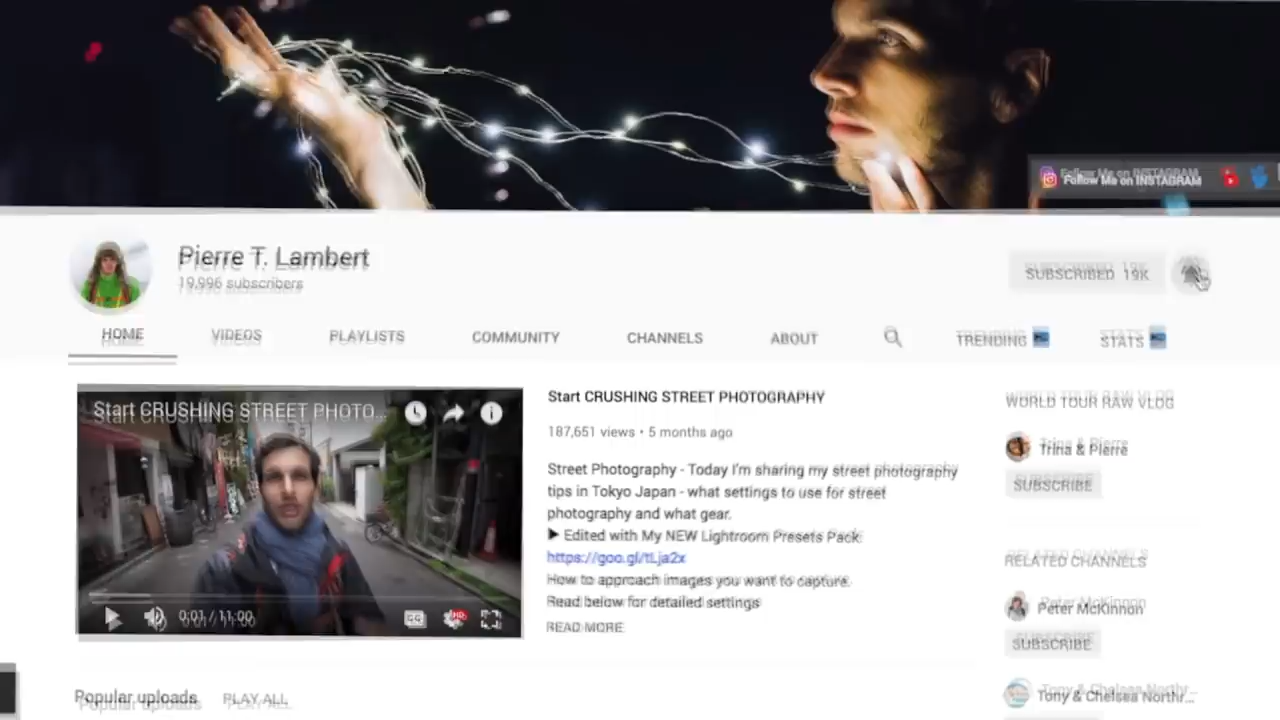 Follow Me on INSTAGRAM
Pierre T. Lambert
19,996 subscribers
SUBSCRIBED 19K
HOME
VIDEOS
PLAYLISTS
COMMUNITY
CHANNELS
ABOUT
TRENDING
STATS
Start CRUSHING STREET PHOTO...
0:01 / 11:00
CC
HD
Start CRUSHING STREET PHOTOGRAPHY
187,651 views • 5 months ago
Street Photography - Today I'm sharing my street photography
tips in Tokyo Japan - what settings to use for street
photography and what gear.
► Edited with My NEW Lightroom Presets Pack:
https://goo.gl/tLja2x
How to approach images you want to capture.
Read below for detailed settings
READ MORE
WORLD TOUR RAW VLOG
Trina & Pierre
SUBSCRIBE
RELATED CHANNELS
Peter McKinnon
SUBSCRIBE
Tony & Chelsea Northr...
Popular uploads
PLAY ALL